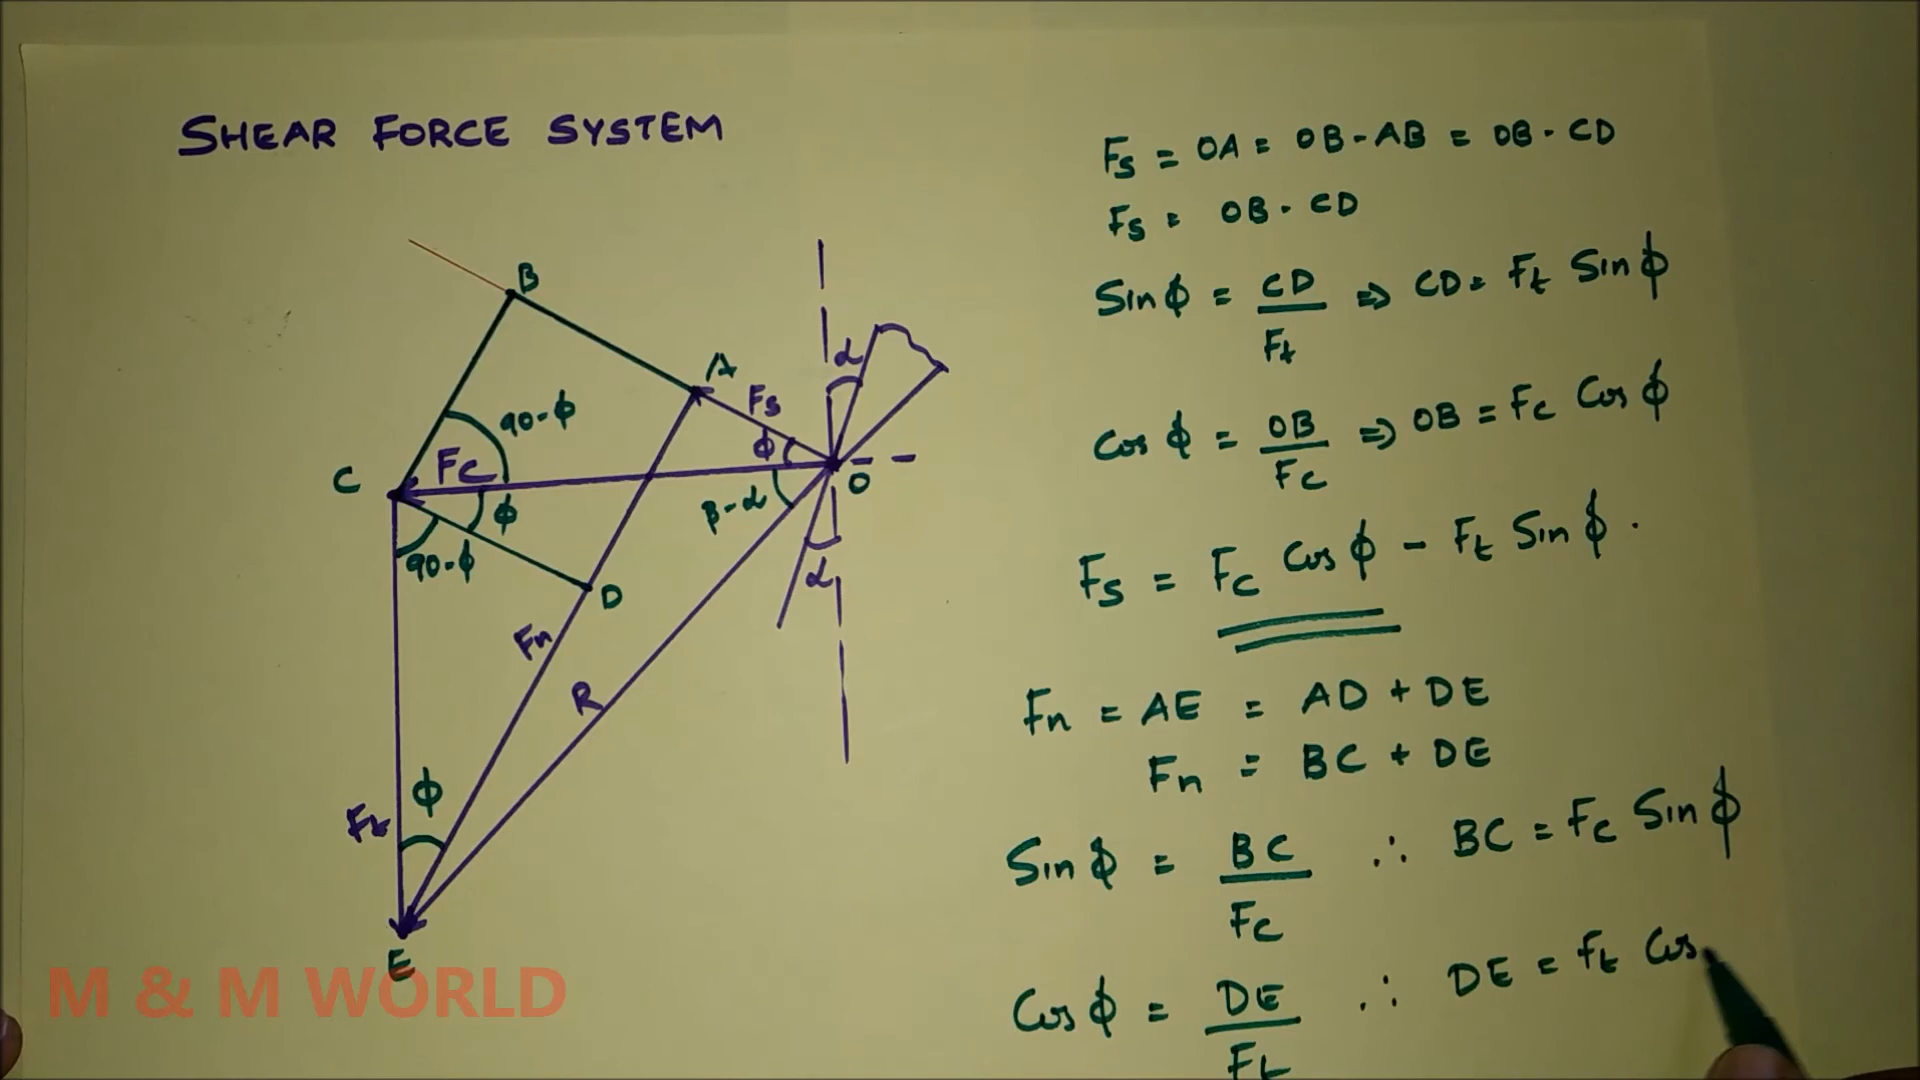 SHEAR FORCE SYSTEM
Fs = OA = OB - AB = OB - CD
Fs = OB - CD
Sin ϕ = CD / Ft ⇒ CD = Ft Sin ϕ
Cos ϕ = OB / Fc ⇒ OB = Fc Cos ϕ
Fs = Fc Cos ϕ - Ft Sin ϕ.
Fn = AE = AD + DE
Fn = BC + DE
Sin ϕ = BC / Fc ∴ BC = Fc Sin ϕ
Cos ϕ = DE / Ft ∴ DE = Ft Cos
B
A
α
Fs
90-ϕ
ϕ
C
Fc
O
ϕ
β-α
90-ϕ
α
D
Fn
R
ϕ
Ft
E
M & M WORLD